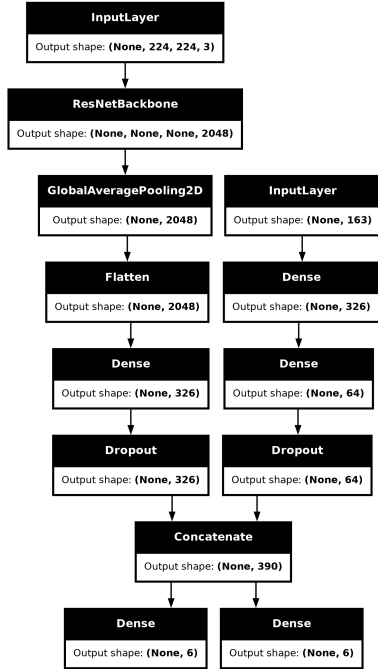 InputLayer
Output shape: (None, 224, 224, 3)
ResNetBackbone
Output shape: (None, None, None, 2048)
GlobalAveragePooling2D
Output shape: (None, 2048)
InputLayer
Output shape: (None, 163)
Flatten
Output shape: (None, 2048)
Dense
Output shape: (None, 326)
Dense
Output shape: (None, 326)
Dense
Output shape: (None, 64)
Dropout
Output shape: (None, 326)
Dropout
Output shape: (None, 64)
Concatenate
Output shape: (None, 390)
Dense
Output shape: (None, 6)
Dense
Output shape: (None, 6)